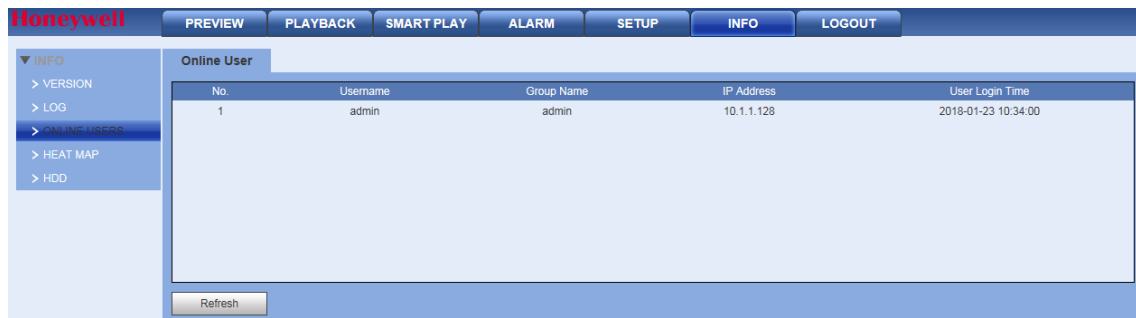 Honeywell PREVIEW PLAYBACK SMART PLAY ALARM SETUP INFO LOGOUT
INFO
> VERSION
> LOG
> ONLINE USERS
> HEAT MAP
> HDD
Online User
No. Username Group Name IP Address User Login Time
1 admin admin 10.1.1.128 2018-01-23 10:34:00
Refresh